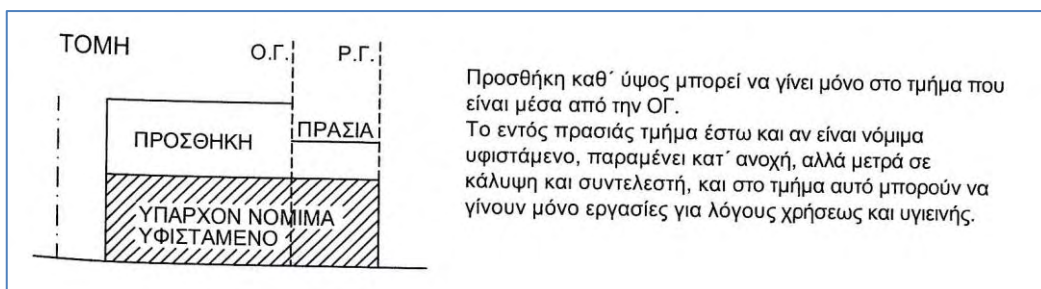 ΤΟΜΗ
Ο.Γ.
Ρ.Γ.
ΠΡΟΣΘΗΚΗ
ΠΡΑΣΙΑ
ΥΠΑΡΧΟΝ ΝΟΜΙΜΑ
ΥΦΙΣΤΑΜΕΝΟ
Προσθήκη καθ΄ ύψος μπορεί να γίνει μόνο στο τμήμα που
είναι μέσα από την ΟΓ.
Το εντός πρασιάς τμήμα έστω και αν είναι νόμιμα
υφιστάμενο, παραμένει κατ΄ ανοχή, αλλά μετρά σε
κάλυψη και συντελεστή, και στο τμήμα αυτό μπορούν να
γίνουν μόνο εργασίες για λόγους χρήσεως και υγιεινής.